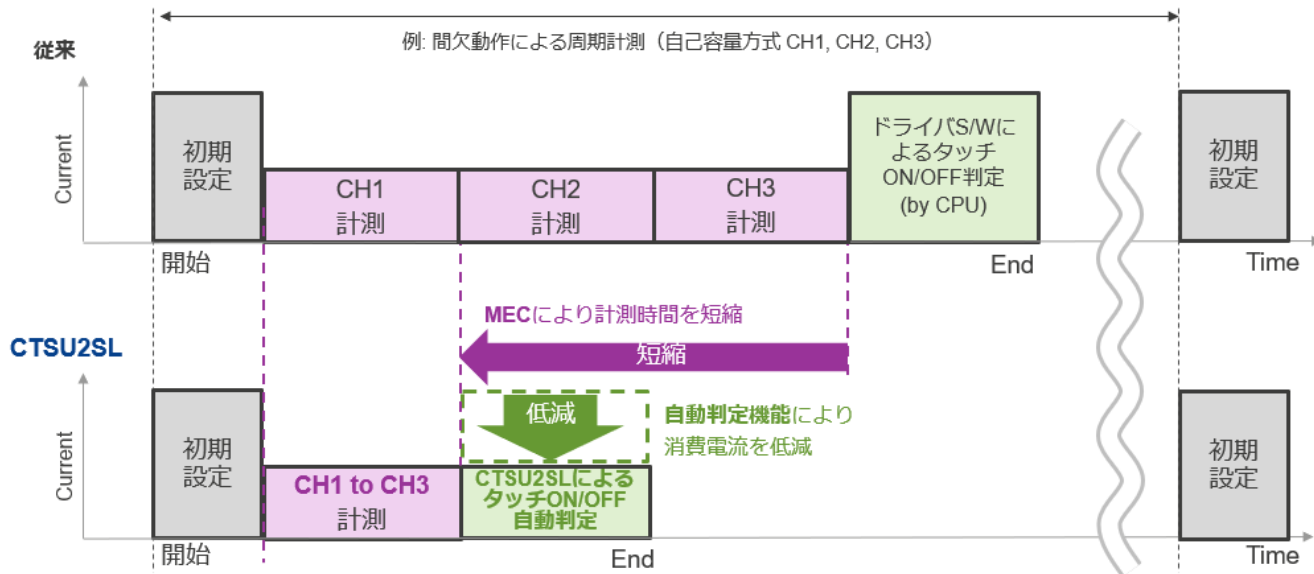 例: 間欠動作による周期計測（自己容量方式 CH1, CH2, CH3）
従来
Current
初期
設定
CH1
計測
CH2
計測
CH3
計測
ドライバS/Wに
よるタッチ
ON/OFF判定
(by CPU)
初期
設定
開始
End
Time
MECにより計測時間を短縮
短縮
CTSU2SL
Current
初期
設定
低減
自動判定機能により
消費電流を低減
CH1 to CH3
計測
CTSU2SLによる
タッチON/OFF
自動判定
初期
設定
開始
End
Time